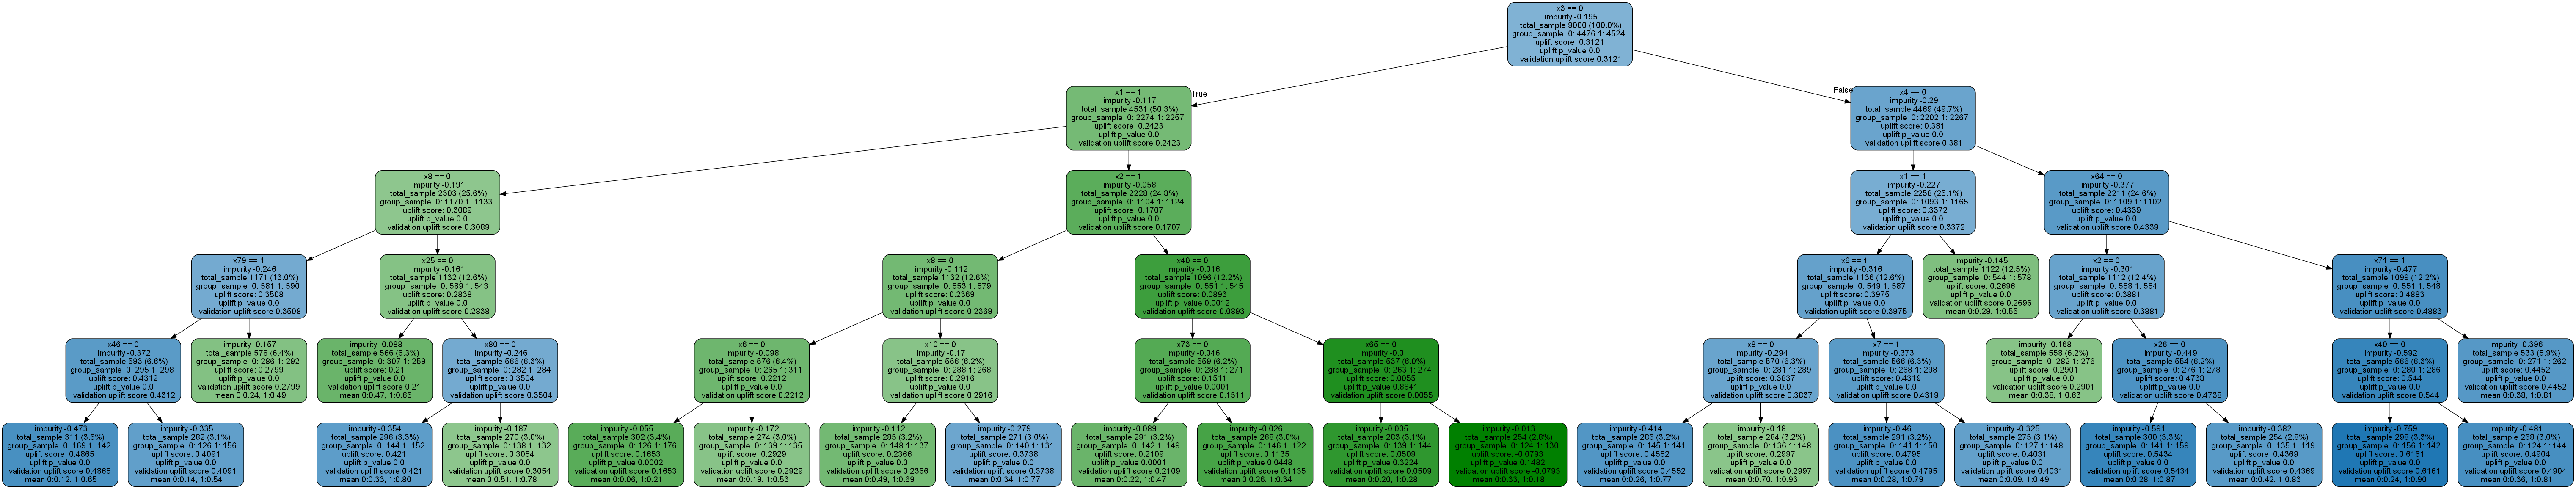 x3 == 0
impurity -0.195
total_sample 9000 (100.0%)
group_sample 0: 4476 1: 4524
uplift score: 0.3121
uplift p_value 0.0
validation uplift score 0.3121
True
False
x1 == 1
impurity -0.117
total_sample 4531 (50.3%)
group_sample 0: 2274 1: 2257
uplift score: 0.2423
uplift p_value 0.0
validation uplift score 0.2423
x4 == 0
impurity -0.29
total_sample 4469 (49.7%)
group_sample 0: 2202 1: 2267
uplift score: 0.381
uplift p_value 0.0
validation uplift score 0.381
x8 == 0
impurity -0.191
total_sample 2303 (25.6%)
group_sample 0: 1170 1: 1133
uplift score: 0.3089
uplift p_value 0.0
validation uplift score 0.3089
x2 == 1
impurity -0.058
total_sample 2228 (24.8%)
group_sample 0: 1104 1: 1124
uplift score: 0.1707
uplift p_value 0.0
validation uplift score 0.1707
x1 == 1
impurity -0.227
total_sample 2258 (25.1%)
group_sample 0: 1093 1: 1165
uplift score: 0.3372
uplift p_value 0.0
validation uplift score 0.3372
x64 == 0
impurity -0.377
total_sample 2211 (24.6%)
group_sample 0: 1109 1: 1102
uplift score: 0.4339
uplift p_value 0.0
validation uplift score 0.4339
x79 == 1
impurity -0.246
total_sample 1171 (13.0%)
group_sample 0: 581 1: 590
uplift score: 0.3508
uplift p_value 0.0
validation uplift score 0.3508
x25 == 0
impurity -0.161
total_sample 1132 (12.6%)
group_sample 0: 589 1: 543
uplift score: 0.2838
uplift p_value 0.0
validation uplift score 0.2838
x8 == 0
impurity -0.112
total_sample 1132 (12.6%)
group_sample 0: 553 1: 579
uplift score: 0.2369
uplift p_value 0.0
validation uplift score 0.2369
x40 == 0
impurity -0.016
total_sample 1096 (12.2%)
group_sample 0: 551 1: 545
uplift score: 0.0893
uplift p_value 0.0012
validation uplift score 0.0893
x6 == 1
impurity -0.316
total_sample 1136 (12.6%)
group_sample 0: 549 1: 587
uplift score: 0.3975
uplift p_value 0.0
validation uplift score 0.3975
impurity -0.145
total_sample 1122 (12.5%)
group_sample 0: 544 1: 578
uplift score: 0.2696
uplift p_value 0.0
validation uplift score 0.2696
mean 0:0.29, 1:0.55
x2 == 0
impurity -0.301
total_sample 1112 (12.4%)
group_sample 0: 558 1: 554
uplift score: 0.3881
uplift p_value 0.0
validation uplift score 0.3881
x71 == 1
impurity -0.477
total_sample 1099 (12.2%)
group_sample 0: 551 1: 548
uplift score: 0.4883
uplift p_value 0.0
validation uplift score 0.4883
x46 == 0
impurity -0.372
total_sample 593 (6.6%)
group_sample 0: 295 1: 298
uplift score: 0.4312
uplift p_value 0.0
validation uplift score 0.4312
impurity -0.157
total_sample 578 (6.4%)
group_sample 0: 286 1: 292
uplift score: 0.2799
uplift p_value 0.0
validation uplift score 0.2799
mean 0:0.24, 1:0.49
impurity -0.088
total_sample 566 (6.3%)
group_sample 0: 307 1: 259
uplift score: 0.21
uplift p_value 0.0
validation uplift score 0.21
mean 0:0.47, 1:0.65
x80 == 0
impurity -0.246
total_sample 566 (6.3%)
group_sample 0: 282 1: 284
uplift score: 0.3504
uplift p_value 0.0
validation uplift score 0.3504
x6 == 0
impurity -0.098
total_sample 576 (6.4%)
group_sample 0: 265 1: 311
uplift score: 0.2212
uplift p_value 0.0
validation uplift score 0.2212
x10 == 0
impurity -0.17
total_sample 556 (6.2%)
group_sample 0: 288 1: 268
uplift score: 0.2916
uplift p_value 0.0
validation uplift score 0.2916
x73 == 0
impurity -0.046
total_sample 559 (6.2%)
group_sample 0: 288 1: 271
uplift score: 0.1511
uplift p_value 0.0001
validation uplift score 0.1511
x65 == 0
impurity -0.0
total_sample 537 (6.0%)
group_sample 0: 263 1: 274
uplift score: 0.0055
uplift p_value 0.8841
validation uplift score 0.0055
x8 == 0
impurity -0.294
total_sample 570 (6.3%)
group_sample 0: 281 1: 289
uplift score: 0.3837
uplift p_value 0.0
validation uplift score 0.3837
x7 == 1
impurity -0.373
total_sample 566 (6.3%)
group_sample 0: 268 1: 298
uplift score: 0.4319
uplift p_value 0.0
validation uplift score 0.4319
impurity -0.168
total_sample 558 (6.2%)
group_sample 0: 282 1: 276
uplift score: 0.2901
uplift p_value 0.0
validation uplift score 0.2901
mean 0:0.38, 1:0.63
x26 == 0
impurity -0.449
total_sample 554 (6.2%)
group_sample 0: 276 1: 278
uplift score: 0.4738
uplift p_value 0.0
validation uplift score 0.4738
x40 == 0
impurity -0.592
total_sample 566 (6.3%)
group_sample 0: 280 1: 286
uplift score: 0.544
uplift p_value 0.0
validation uplift score 0.544
impurity -0.396
total_sample 533 (5.9%)
group_sample 0: 271 1: 262
uplift score: 0.4452
uplift p_value 0.0
validation uplift score 0.4452
mean 0:0.38, 1:0.81
impurity -0.473
total_sample 311 (3.5%)
group_sample 0: 169 1: 142
uplift score: 0.4865
uplift p_value 0.0
validation uplift score 0.4865
mean 0:0.12, 1:0.65
impurity -0.335
total_sample 282 (3.1%)
group_sample 0: 126 1: 156
uplift score: 0.4091
uplift p_value 0.0
validation uplift score 0.4091
mean 0:0.14, 1:0.54
impurity -0.354
total_sample 296 (3.3%)
group_sample 0: 144 1: 152
uplift score: 0.421
uplift p_value 0.0
validation uplift score 0.421
mean 0:0.33, 1:0.80
impurity -0.187
total_sample 270 (3.0%)
group_sample 0: 138 1: 132
uplift score: 0.3054
uplift p_value 0.0
validation uplift score 0.3054
mean 0:0.51, 1:0.78
impurity -0.055
total_sample 302 (3.4%)
group_sample 0: 126 1: 176
uplift score: 0.1653
uplift p_value 0.0002
validation uplift score 0.1653
mean 0:0.06, 1:0.21
impurity -0.172
total_sample 274 (3.0%)
group_sample 0: 139 1: 135
uplift score: 0.2929
uplift p_value 0.0
validation uplift score 0.2929
mean 0:0.19, 1:0.53
impurity -0.112
total_sample 285 (3.2%)
group_sample 0: 148 1: 137
uplift score: 0.2366
uplift p_value 0.0
validation uplift score 0.2366
mean 0:0.49, 1:0.69
impurity -0.279
total_sample 271 (3.0%)
group_sample 0: 140 1: 131
uplift score: 0.3738
uplift p_value 0.0
validation uplift score 0.3738
mean 0:0.34, 1:0.77
impurity -0.089
total_sample 291 (3.2%)
group_sample 0: 142 1: 149
uplift score: 0.2109
uplift p_value 0.0001
validation uplift score 0.2109
mean 0:0.22, 1:0.47
impurity -0.026
total_sample 268 (3.0%)
group_sample 0: 146 1: 122
uplift score: 0.1135
uplift p_value 0.0448
validation uplift score 0.1135
mean 0:0.26, 1:0.34
impurity -0.005
total_sample 283 (3.1%)
group_sample 0: 139 1: 144
uplift score: 0.0509
uplift p_value 0.3224
validation uplift score 0.0509
mean 0:0.20, 1:0.28
impurity -0.013
total_sample 254 (2.8%)
group_sample 0: 124 1: 130
uplift score: -0.0793
uplift p_value 0.1482
validation uplift score -0.0793
mean 0:0.33, 1:0.18
impurity -0.414
total_sample 286 (3.2%)
group_sample 0: 145 1: 141
uplift score: 0.4552
uplift p_value 0.0
validation uplift score 0.4552
mean 0:0.26, 1:0.77
impurity -0.18
total_sample 284 (3.2%)
group_sample 0: 136 1: 148
uplift score: 0.2997
uplift p_value 0.0
validation uplift score 0.2997
mean 0:0.70, 1:0.93
impurity -0.46
total_sample 291 (3.2%)
group_sample 0: 141 1: 150
uplift score: 0.4795
uplift p_value 0.0
validation uplift score 0.4795
mean 0:0.28, 1:0.79
impurity -0.325
total_sample 275 (3.1%)
group_sample 0: 127 1: 148
uplift score: 0.4031
uplift p_value 0.0
validation uplift score 0.4031
mean 0:0.09, 1:0.49
impurity -0.591
total_sample 300 (3.3%)
group_sample 0: 141 1: 159
uplift score: 0.5434
uplift p_value 0.0
validation uplift score 0.5434
mean 0:0.28, 1:0.87
impurity -0.382
total_sample 254 (2.8%)
group_sample 0: 135 1: 119
uplift score: 0.4369
uplift p_value 0.0
validation uplift score 0.4369
mean 0:0.42, 1:0.83
impurity -0.759
total_sample 298 (3.3%)
group_sample 0: 156 1: 142
uplift score: 0.6161
uplift p_value 0.0
validation uplift score 0.6161
mean 0:0.24, 1:0.90
impurity -0.481
total_sample 268 (3.0%)
group_sample 0: 124 1: 144
uplift score: 0.4904
uplift p_value 0.0
validation uplift score 0.4904
mean 0:0.36, 1:0.81